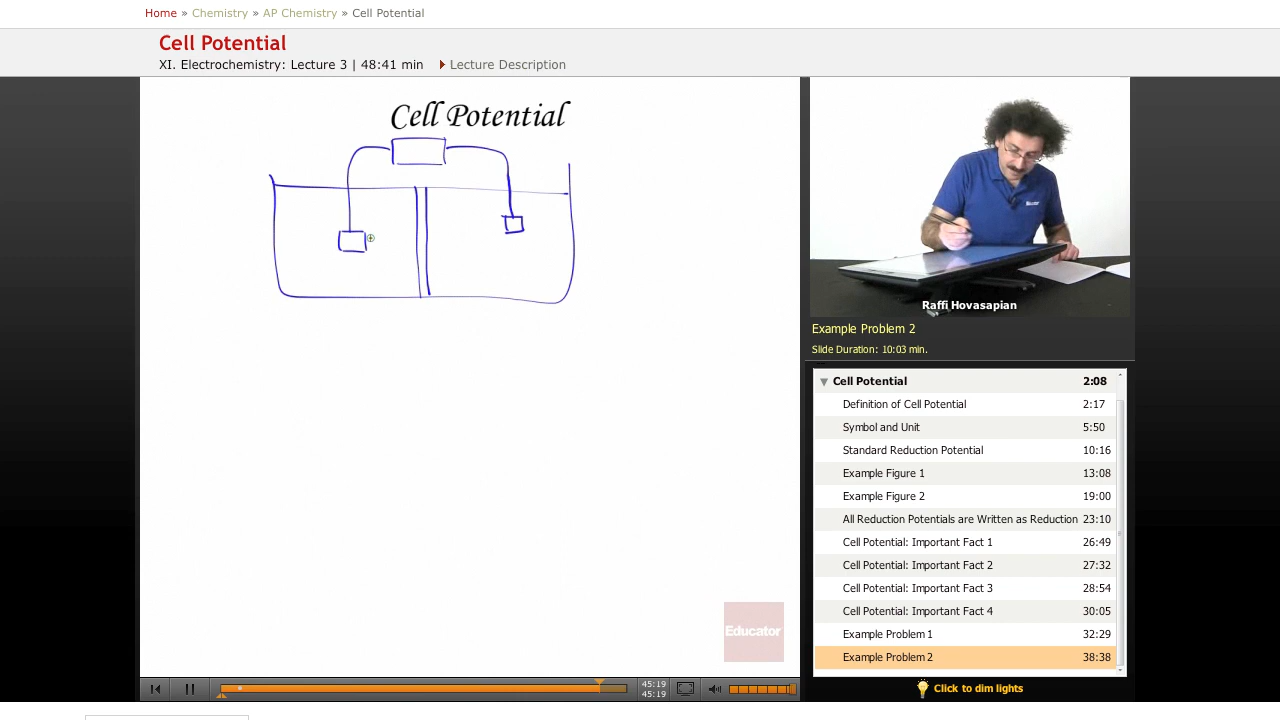 Home » Chemistry » AP Chemistry » Cell Potential
Cell Potential
XI. Electrochemistry: Lecture 3 | 48:41 min Lecture Description
Cell Potential
Educator
45:19
45:19
Raffi Hovasapian
Example Problem 2
Slide Duration: 10:03 min.
Cell Potential 2:08
Definition of Cell Potential 2:17
Symbol and Unit 5:50
Standard Reduction Potential 10:16
Example Figure 1 13:08
Example Figure 2 19:00
All Reduction Potentials are Written as Reduction 23:10
Cell Potential: Important Fact 1 26:49
Cell Potential: Important Fact 2 27:32
Cell Potential: Important Fact 3 28:54
Cell Potential: Important Fact 4 30:05
Example Problem 1 32:29
Example Problem 2 38:38
Click to dim lights